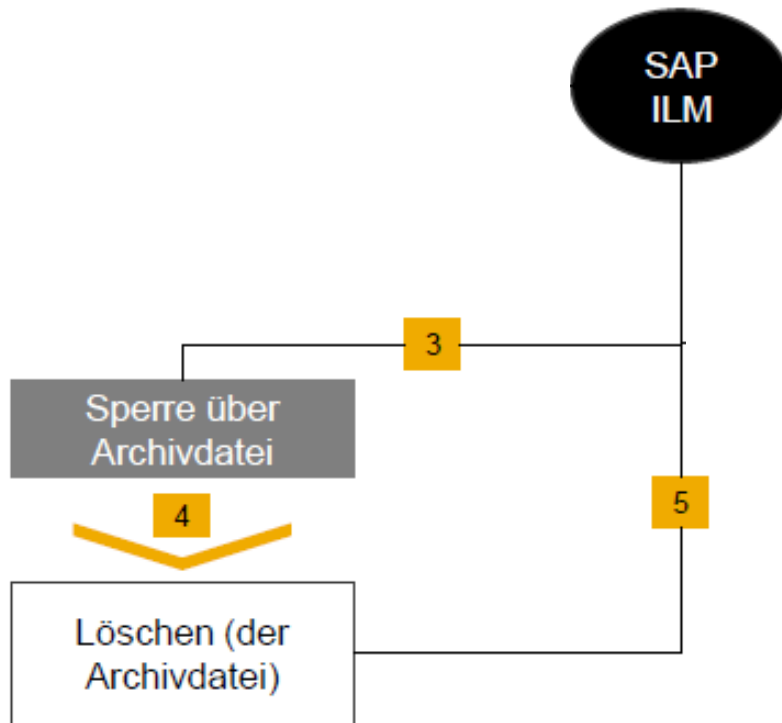 SAP
ILM
3
Sperre über
Archivdatei
4
5
Löschen (der
Archivdatei)